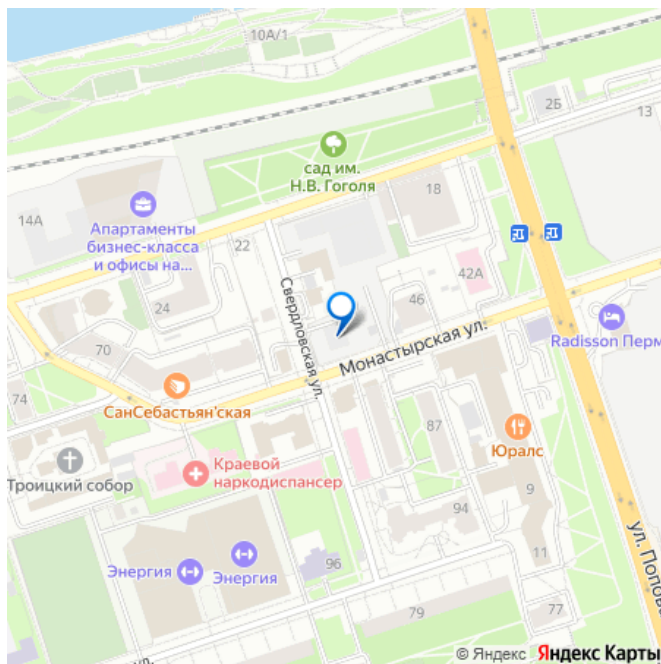 10А/1
2Б
13
сад им.
Н.В. Гоголя
18
14А
Апартаменты
бизнес-класса
и офисы на...
22
42А
24
Свердловская ул.
46
Монастырская ул.
Radisson Перм
70
74
СанСебастьян'ская
87
Юралс
Троицкий собор
Краевой
наркодиспансер
9
94
ул. Попова
Энергия
Энергия
96
11
79
77
ул.
© Яндекс Яндекс Карты